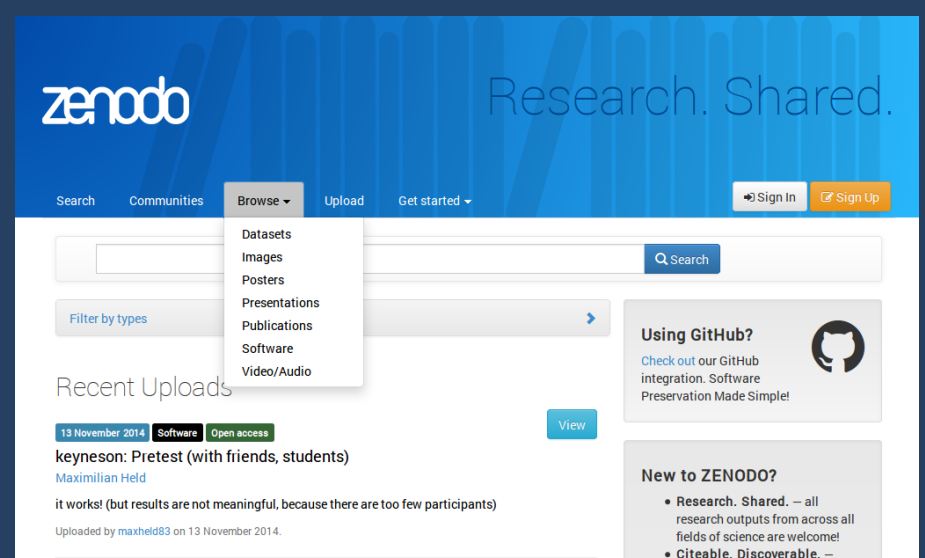 zenodo
Research. Shared.
Search Communities Browse Upload Get started Sign In Sign Up
Datasets
Images
Posters
Presentations
Publications
Software
Video/Audio
Search
Filter by types
Recent Uploads
13 November 2014 Software Open access
View
keyneson: Pretest (with friends, students)
Maximilian Held
it works! (but results are not meaningful, because there are too few participants)
Uploaded by maxheld83 on 13 November 2014.
Using GitHub?
Check out our GitHub
integration. Software
Preservation Made Simple!
New to ZENODO?
• Research. Shared. — all
research outputs from across all
fields of science are welcome!
• Citeable. Discoverable. —